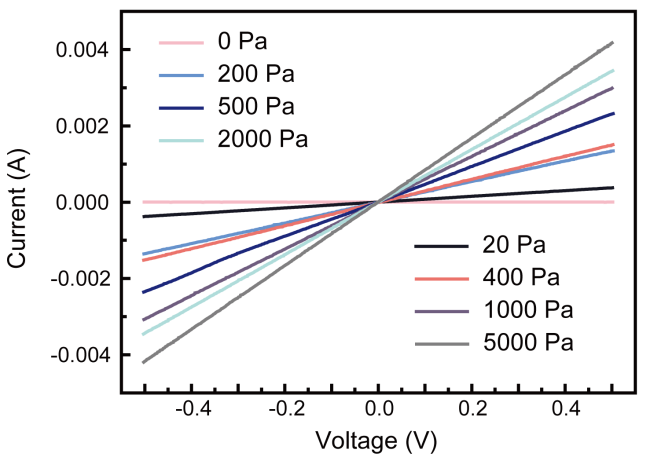 0.004
0.002
0.000
-0.002
-0.004
Current (A)
0 Pa
200 Pa
500 Pa
2000 Pa
20 Pa
400 Pa
1000 Pa
5000 Pa
-0.4 -0.2 0.0 0.2 0.4
Voltage (V)